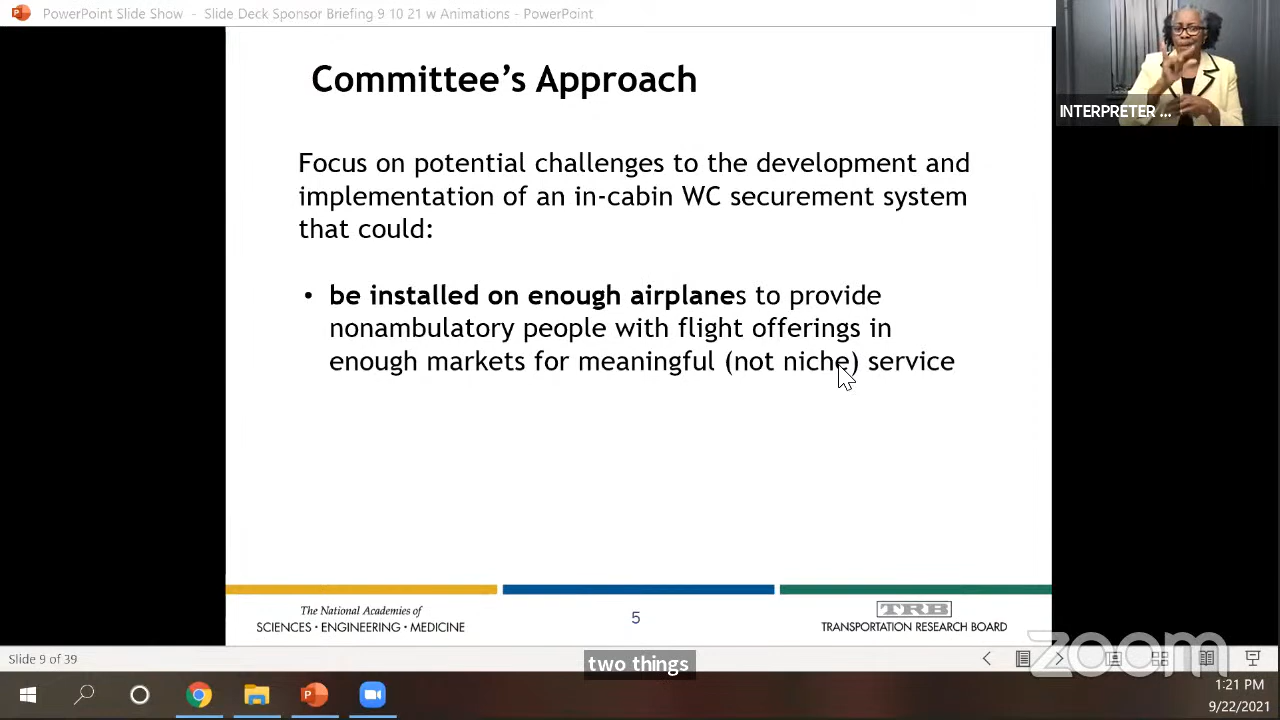 PowerPoint Slide Show - Slide Deck Sponsor Briefing 9 10 21 w Animations - PowerPoint
INTERPRETER ...
Committee's Approach
Focus on potential challenges to the development and
implementation of an in-cabin WC securement system
that could:
• be installed on enough airplanes to provide
nonambulatory people with flight offerings in
enough markets for meaningful (not niche) service
The National Academies of
SCIENCES • ENGINEERING • MEDICINE
5
TRB
TRANSPORTATION RESEARCH BOARD
zoom
Slide 9 of 39
two things
1:21 PM
9/22/2021